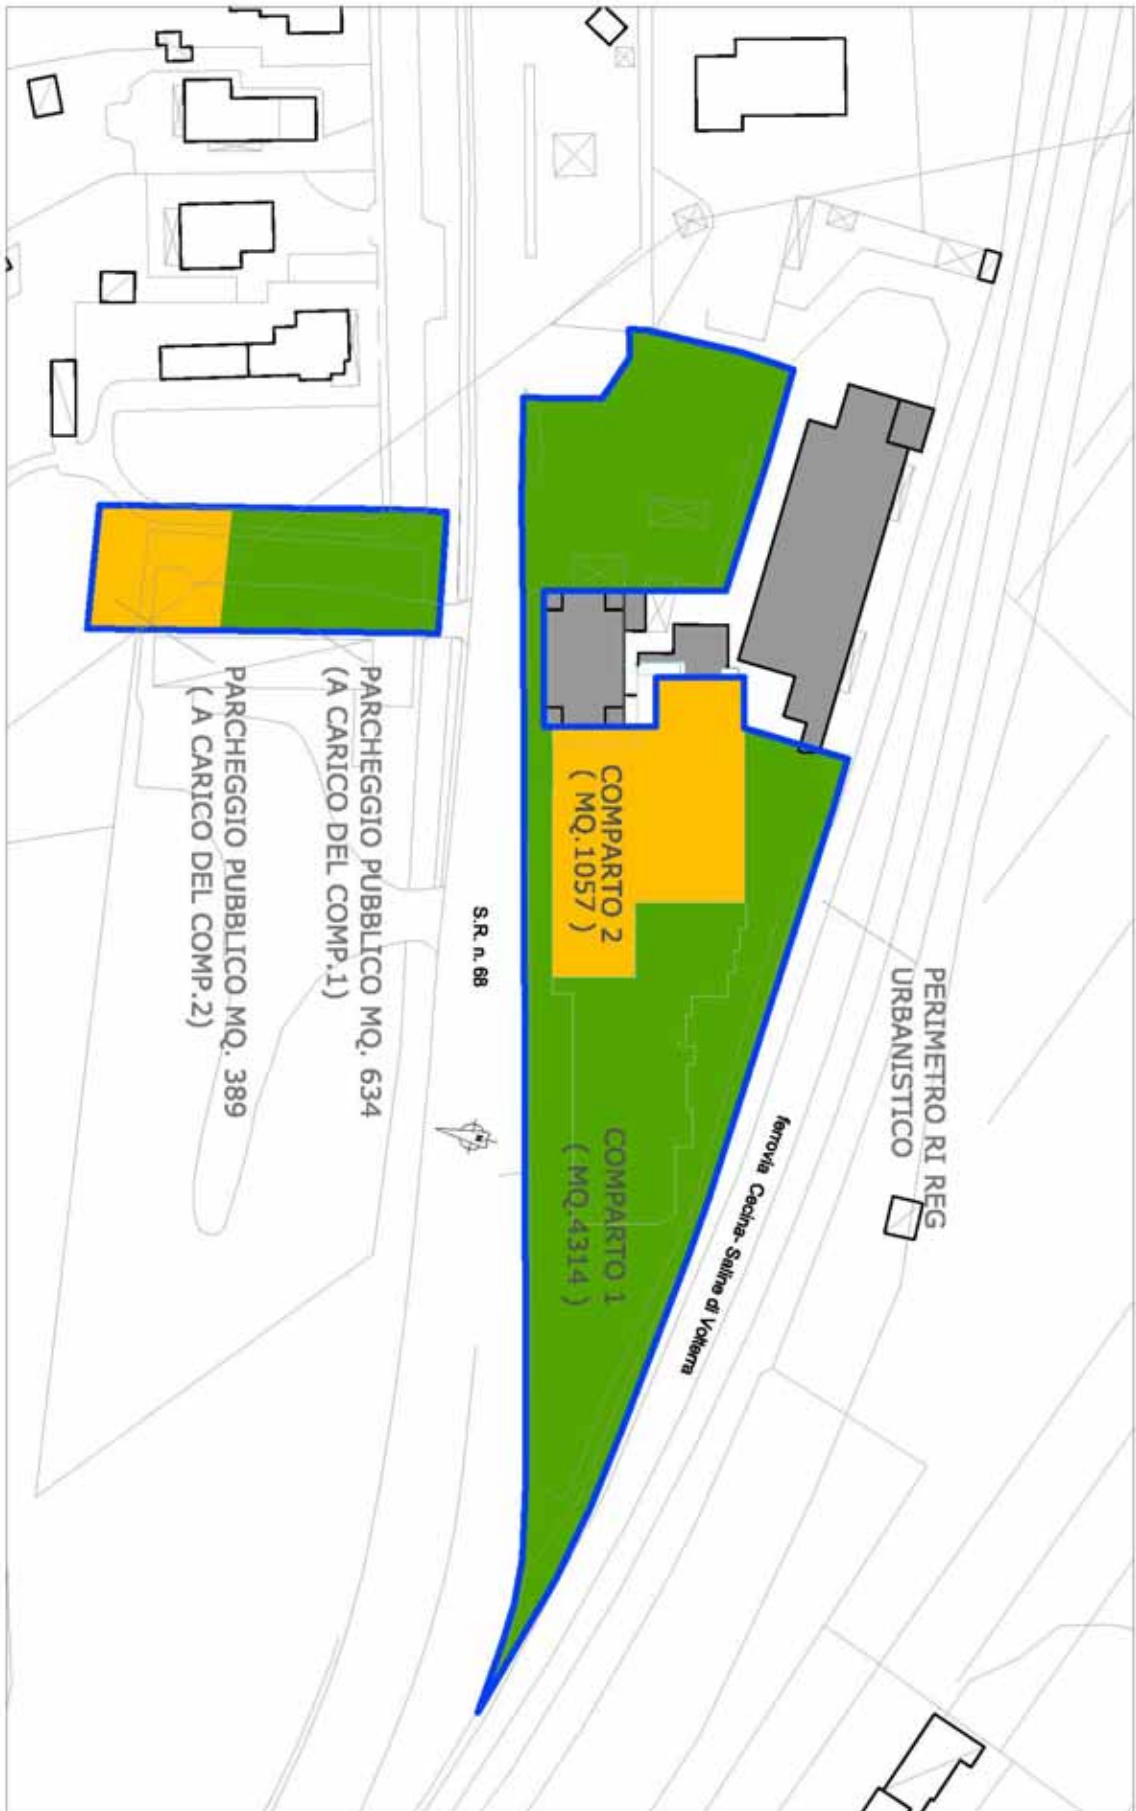 PERIMETRO RI REG
URBANISTICO
ferrovia Cecina-Saline di Volterra
COMPARTO 2
( MQ.1057 )
COMPARTO 1
( MQ.4314 )
S.R. n. 68
N
PARCHEGGIO PUBBLICO MQ. 634
(A CARICO DEL COMP.1)
PARCHEGGIO PUBBLICO MQ. 389
( A CARICO DEL COMP.2)